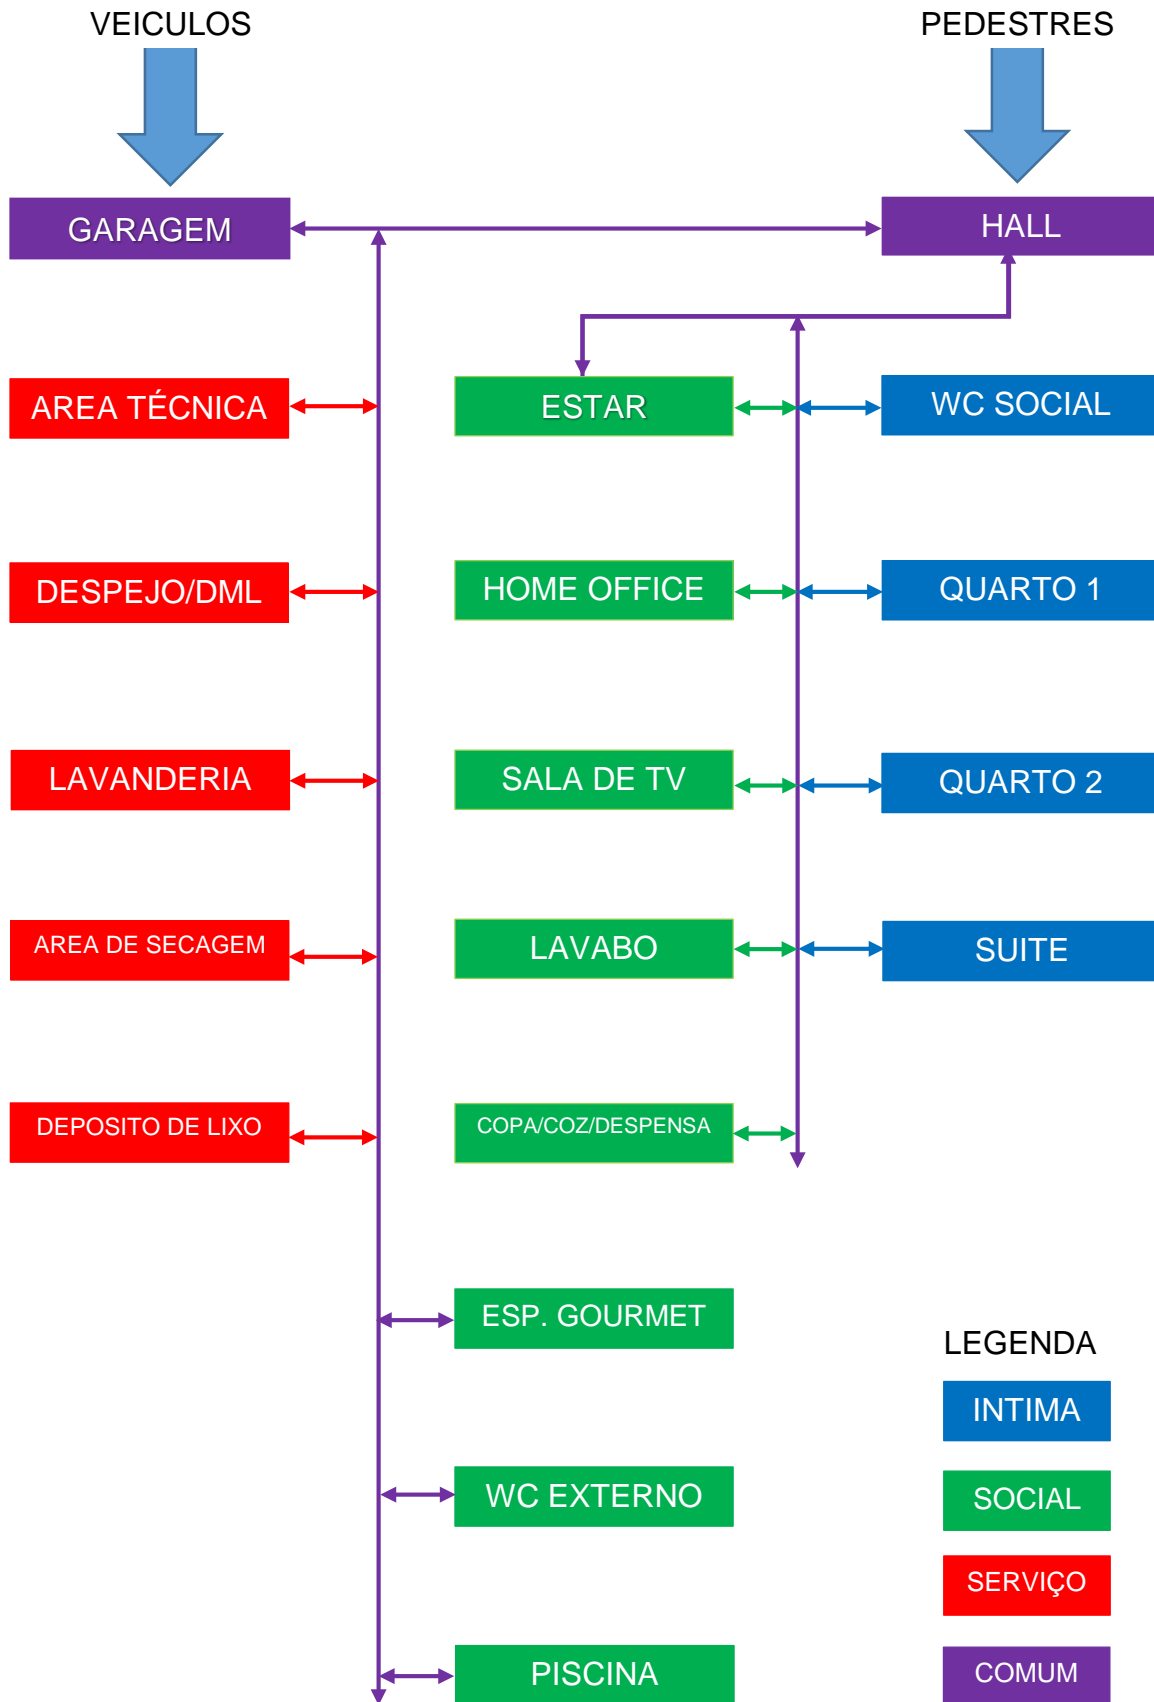 VEICULOS
PEDESTRES
GARAGEM
HALL
AREA TÉCNICA
ESTAR
WC SOCIAL
DESPEJO/DML
HOME OFFICE
QUARTO 1
LAVANDERIA
SALA DE TV
QUARTO 2
AREA DE SECAGEM
LAVABO
SUITE
DEPOSITO DE LIXO
COPA/COZ/DESPENSA
ESP. GOURMET
WC EXTERNO
PISCINA
LEGENDA
INTIMA
SOCIAL
SERVIÇO
COMUM